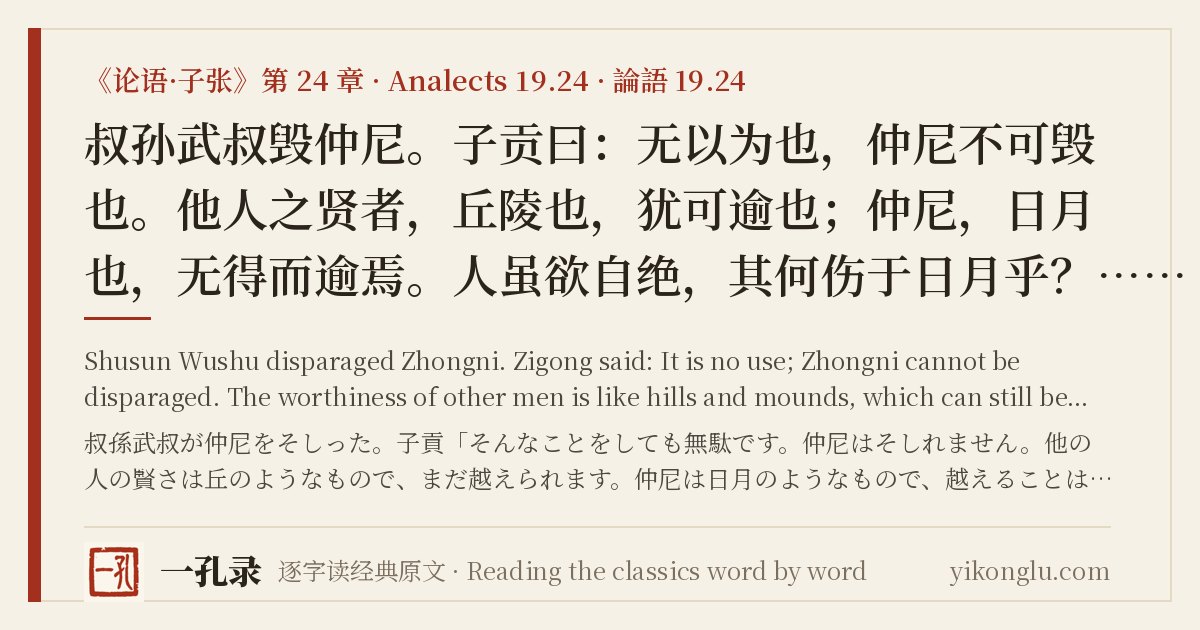 《论语·子张》第 24 章 · Analects 19.24 · 論語 19.24
叔孙武叔毁仲尼。子贡曰：无以为也，仲尼不可毁
也。他人之贤者，丘陵也，犹可逾也；仲尼，日月
也，无得而逾焉。人虽欲自绝，其何伤于日月乎？……
Shusun Wushu disparaged Zhongni. Zigong said: It is no use; Zhongni cannot be
disparaged. The worthiness of other men is like hills and mounds, which can still be…
叔孫武叔が仲尼をそしった。子貢「そんなことをしても無駄です。仲尼はそしれません。他の
人の賢さは丘のようなもので、まだ越えられます。仲尼は日月のようなもので、越えることは…
一孔 一孔录 逐字读经典原文 · Reading the classics word by word yikonglu.com